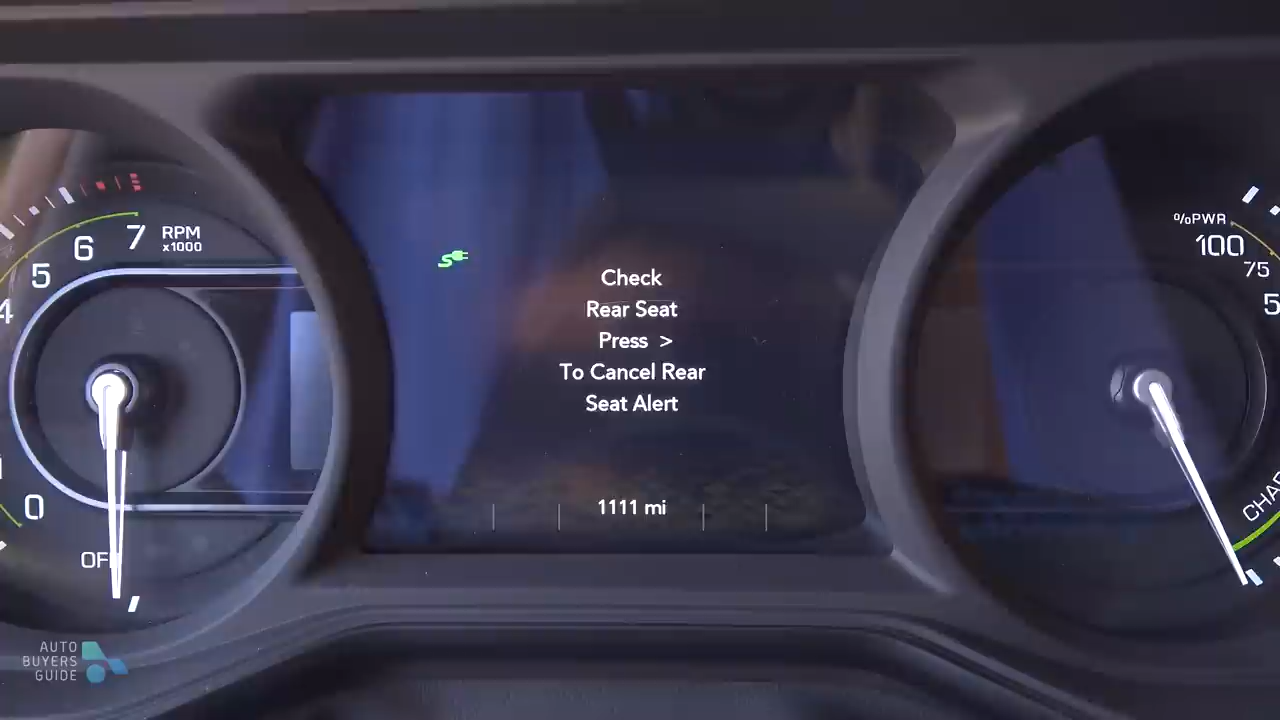 7
RPM
x1000
6
5
4
0
OFF
Check
Rear Seat
Press >
To Cancel Rear
Seat Alert
1111 mi
%PWR
100
75
AUTO
BUYERS
GUIDE